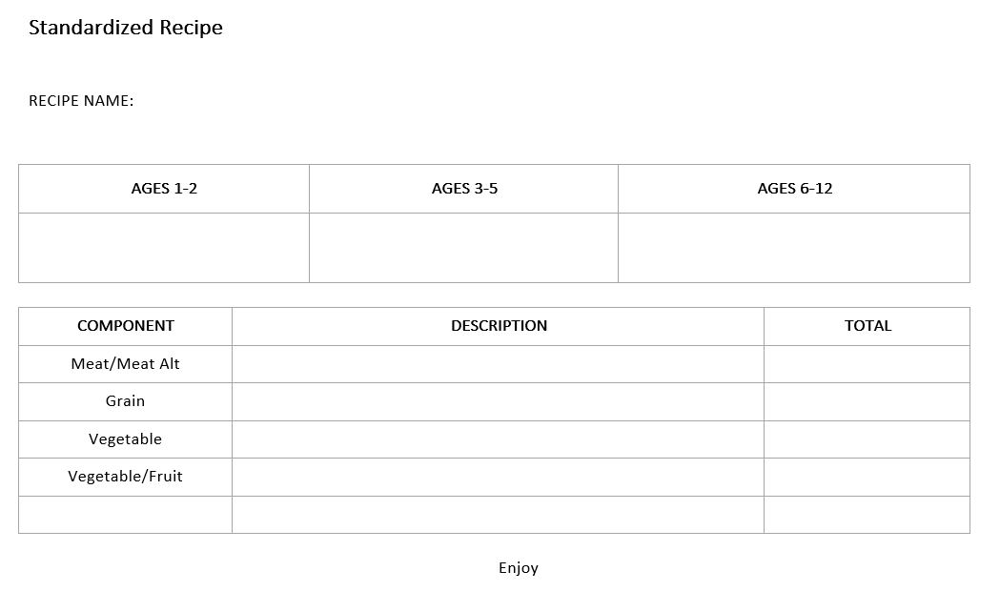 Standardized Recipe
RECIPE NAME:
AGES 1-2 AGES 3-5 AGES 6-12
COMPONENT DESCRIPTION TOTAL
Meat/Meat Alt
Grain
Vegetable
Vegetable/Fruit
Enjoy